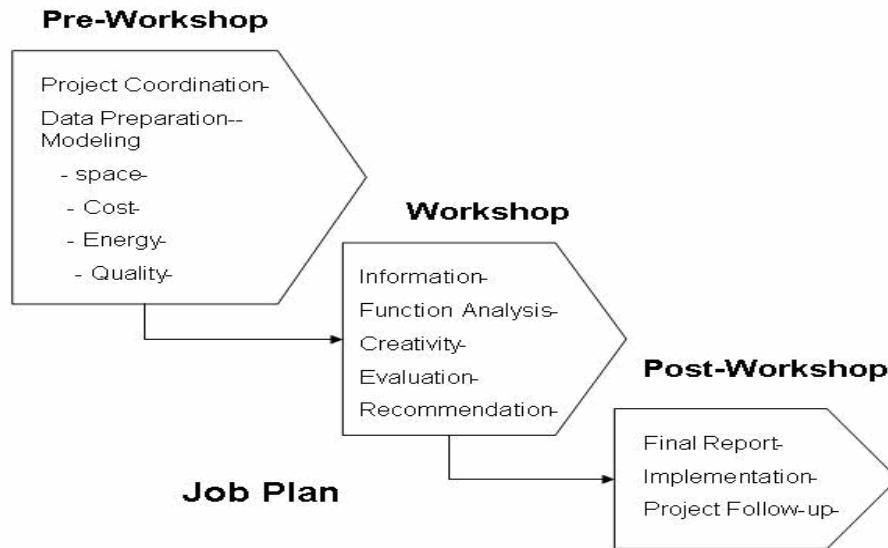 Pre-Workshop
Project Coordination-
Data Preparation--
Modeling
- space-
- Cost-
- Energy-
- Quality-
Workshop
Information-
Function Analysis-
Creativity-
Evaluation-
Recommendation-
Post-Workshop
Final Report-
Implementation-
Project Follow-up-
Job Plan